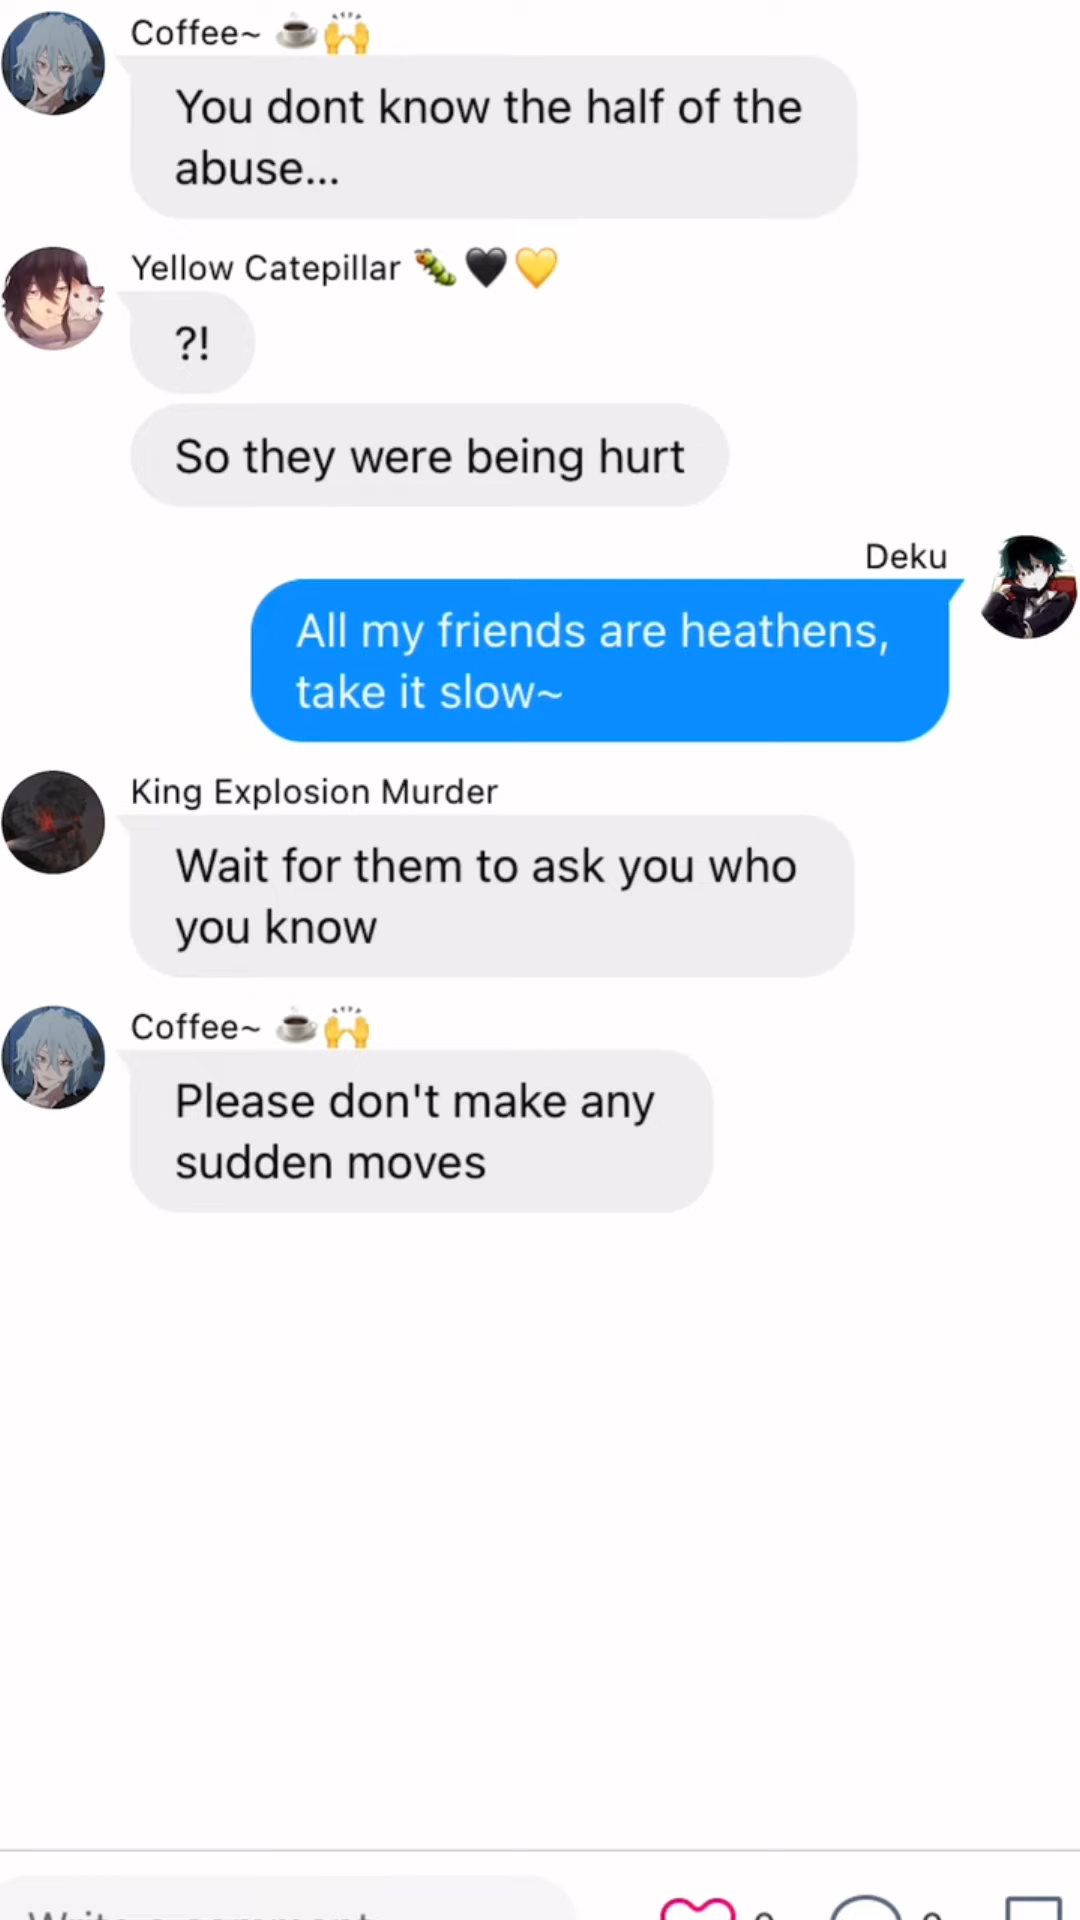 Coffee~ ☕🙌
You dont know the half of the
abuse...
Yellow Catepillar 🐛🖤💛
?!
So they were being hurt
Deku
All my friends are heathens,
take it slow~
King Explosion Murder
Wait for them to ask you who
you know
Coffee~ ☕🙌
Please don't make any
sudden moves